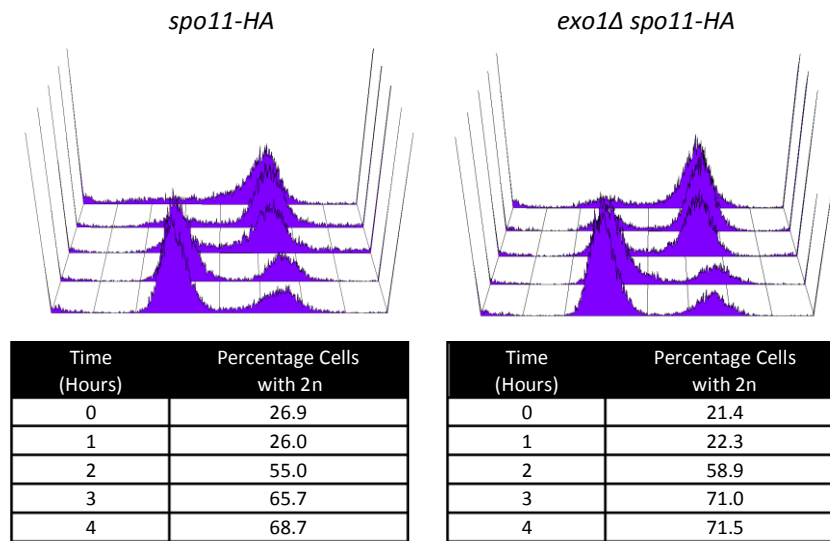 spo11-HA
exo1Δ spo11-HA
Time
(Hours)
Percentage Cells
with 2n
0 26.9
1 26.0
2 55.0
3 65.7
4 68.7
Time
(Hours)
Percentage Cells
with 2n
0 21.4
1 22.3
2 58.9
3 71.0
4 71.5